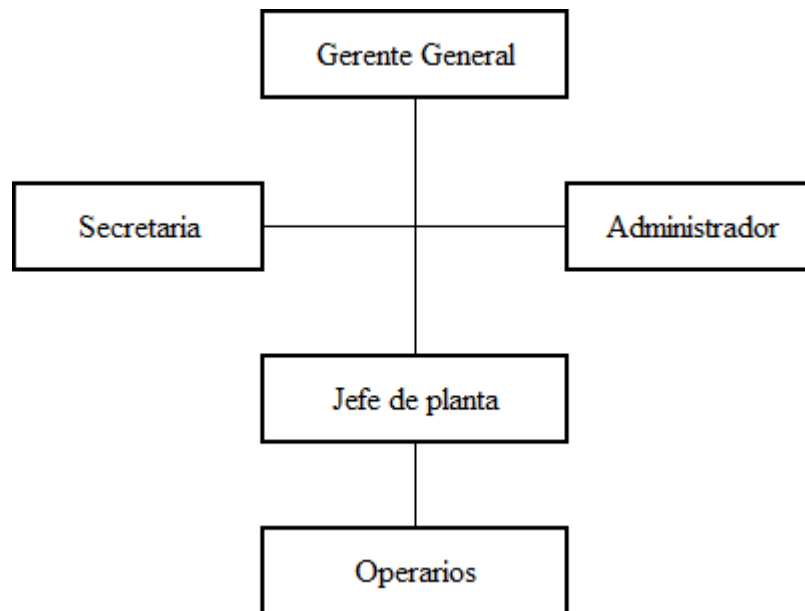 Gerente General
Secretaria
Administrador
Jefe de planta
Operarios